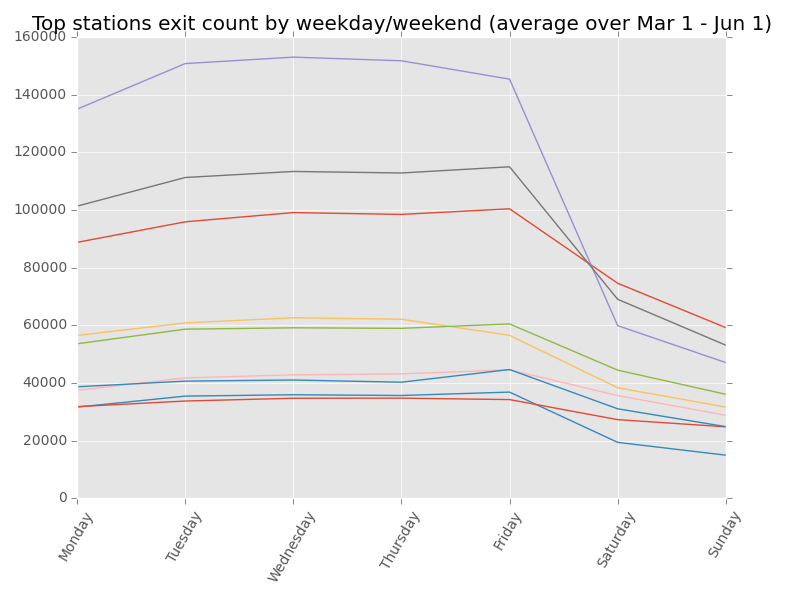 Top stations exit count by weekday/weekend (average over Mar 1 - Jun 1)
160000
140000
120000
100000
80000
60000
40000
20000
0
Monday
Tuesday
Wednesday
Thursday
Friday
Saturday
Sunday